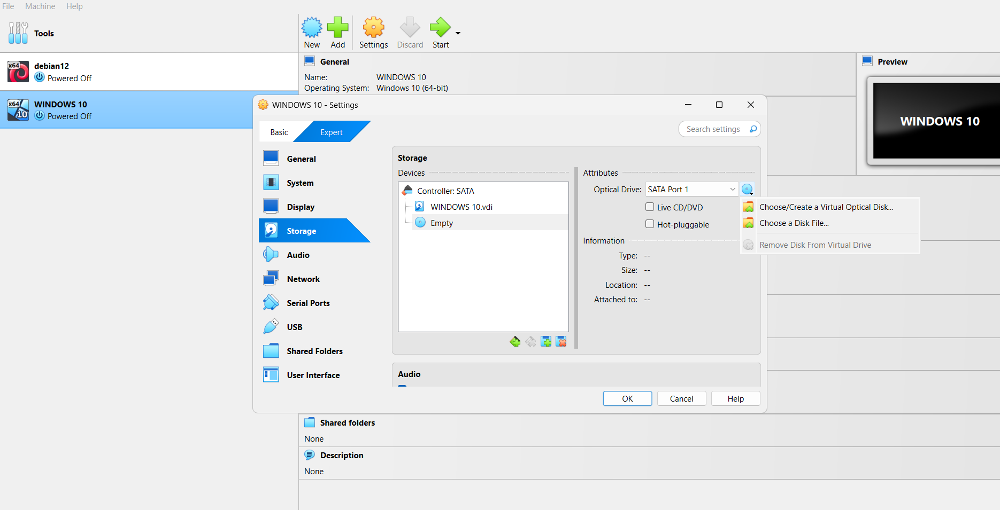 File Machine Help
Tools
New Add Settings Discard Start
x64 debian12
Powered Off
x64 10 WINDOWS 10
Powered Off
General
Name: WINDOWS 10
Operating System: Windows 10 (64-bit)
Preview
WINDOWS 10
WINDOWS 10 - Settings
Basic Expert
Search settings
General
System
Display
Storage
Audio
Network
Serial Ports
USB
Shared Folders
User Interface
Storage
Devices
Controller: SATA
WINDOWS 10.vdi
Empty
Attributes
Optical Drive: SATA Port 1
Live CD/DVD
Hot-pluggable
Information
Type: --
Size: --
Location: --
Attached to: --
Choose/Create a Virtual Optical Disk...
Choose a Disk File...
Remove Disk From Virtual Drive
Audio
OK Cancel Help
Shared folders
None
Description
None